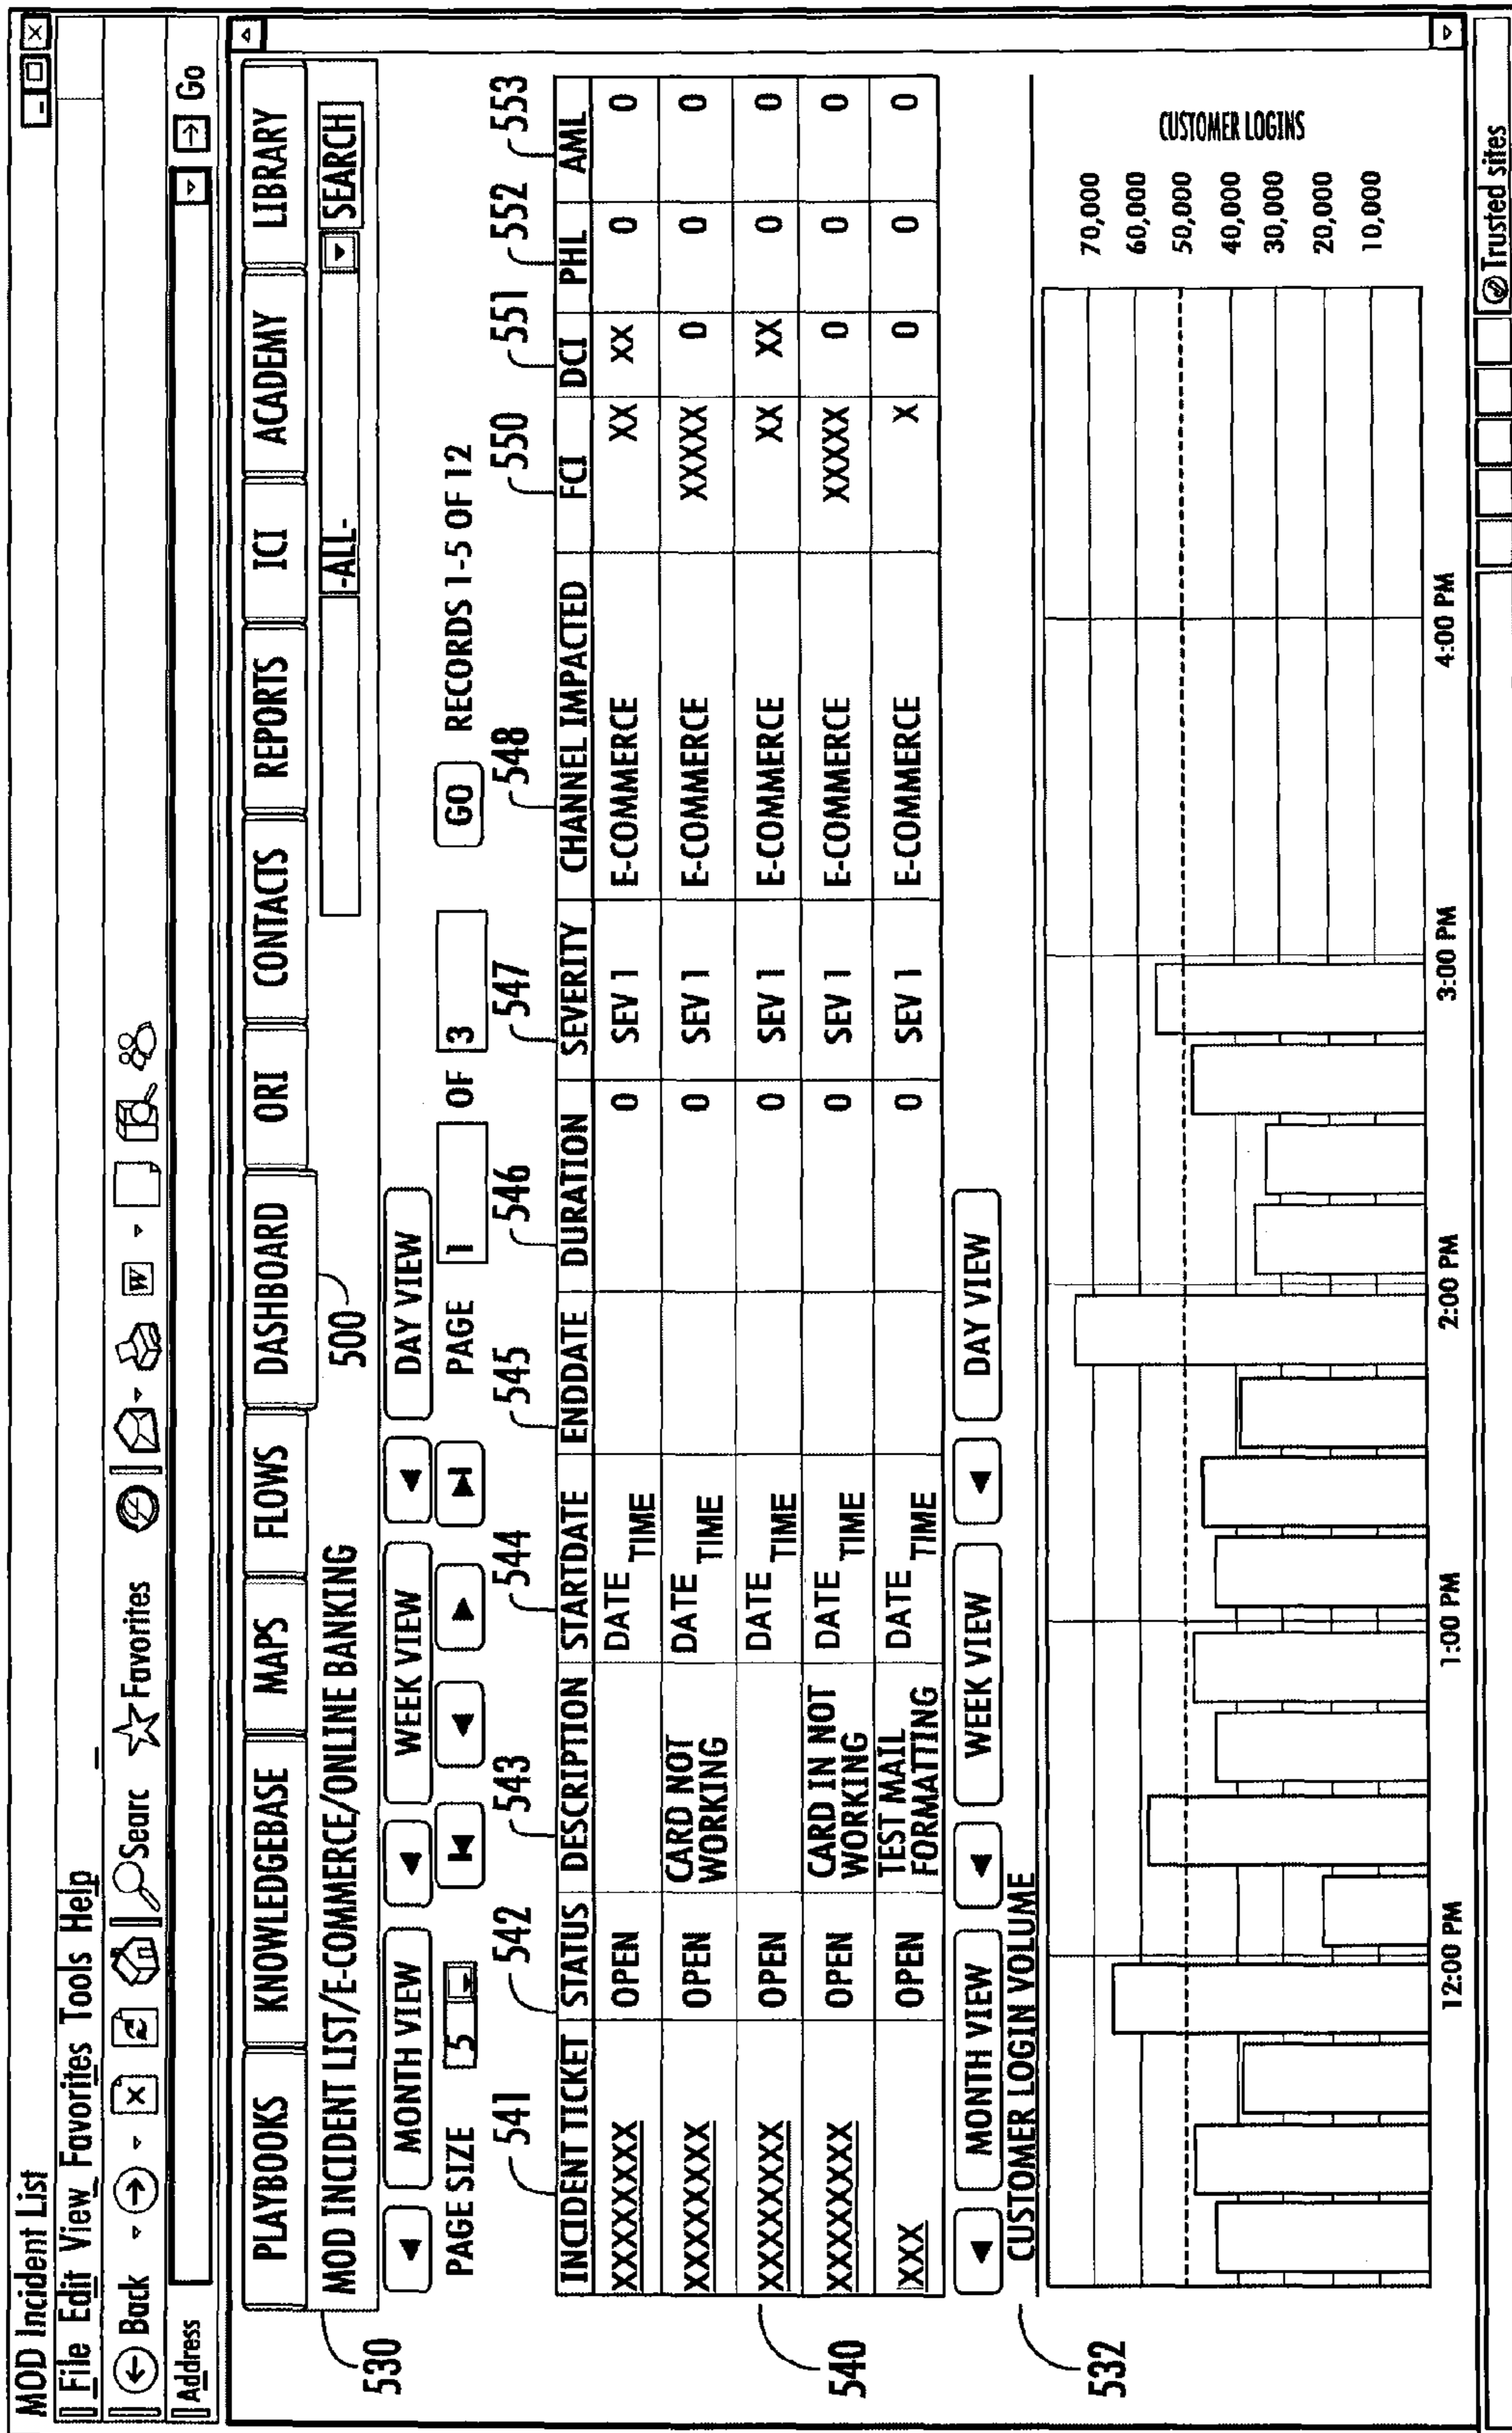 MOD Incident List
File Edit View Favorites Tools Help
Back Searc Favorites W
Address Go
PLAYBOOKS KNOWLEDGEBASE MAPS FLOWS DASHBOARD ORI CONTACTS REPORTS ICI ACADEMY LIBRARY
530 MOD INCIDENT LIST/E-COMMERCE/ONLINE BANKING 500 -ALL- SEARCH
MONTH VIEW WEEK VIEW DAY VIEW
PAGE SIZE 5 PAGE 1 OF 3 GO RECORDS 1-5 OF 12
541 542 543 544 545 546 547 548 550 551 552 553
INCIDENT TICKET STATUS DESCRIPTION STARTDATE ENDDATE DURATION SEVERITY CHANNEL IMPACTED FCI DCI PHL AML
XXXXXXXX OPEN DATE TIME 0 SEV 1 E-COMMERCE XX XX 0 0
XXXXXXXX OPEN CARD NOT WORKING DATE TIME 0 SEV 1 E-COMMERCE XXXXX 0 0 0
XXXXXXXX OPEN DATE TIME 0 SEV 1 E-COMMERCE XX XX 0 0
XXXXXXXX OPEN CARD IN NOT WORKING DATE TIME 0 SEV 1 E-COMMERCE XXXXX 0 0 0
XXX OPEN TEST MAIL FORMATTING DATE TIME 0 SEV 1 E-COMMERCE X 0 0 0
540
MONTH VIEW WEEK VIEW DAY VIEW
532 CUSTOMER LOGIN VOLUME
70,000
60,000
50,000
40,000
30,000
20,000
10,000
CUSTOMER LOGINS
12:00 PM 1:00 PM 2:00 PM 3:00 PM 4:00 PM
Trusted sites